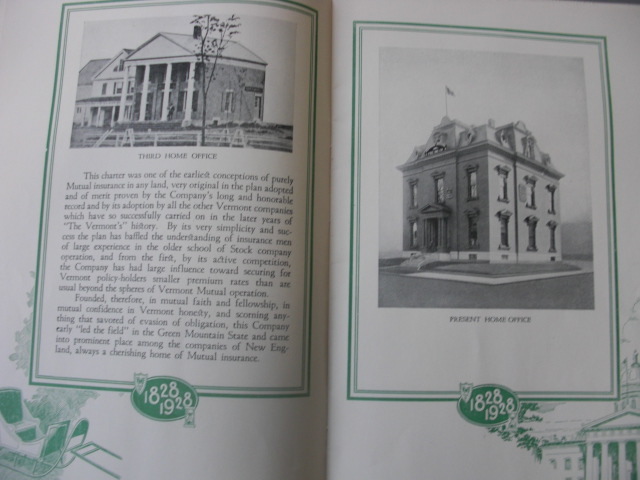 THIRD HOME OFFICE
This charter was one of the earliest conceptions of purely
Mutual insurance in any land, very original in the plan adopted
and of merit proven by the Company's long and honorable
record and by its adoption by all the other Vermont companies
which have so successfully carried on in the later years of
"The Vermont's" history. By its very simplicity and suc-
cess the plan has baffled the understanding of insurance men
of large experience in the older school of Stock company
operation, and from the first, by its active competition,
the Company has had large influence toward securing for
Vermont policy-holders smaller premium rates than are
usual beyond the spheres of Vermont Mutual operation.
Founded, therefore, in mutual faith and fellowship, in
mutual confidence in Vermont honesty, and scorning any-
thing that savored of evasion of obligation, this Company
early "led the field" in the Green Mountain State and came
into prominent place among the companies of New Eng-
land, always a cherishing home of Mutual insurance.
1828
1928
PRESENT HOME OFFICE
1828
1928